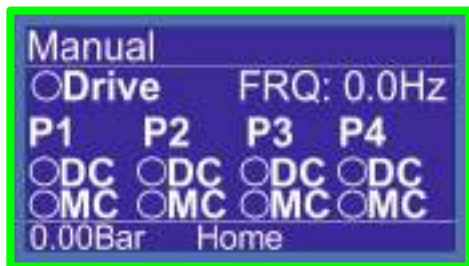 Manual
○Drive FRQ: 0.0Hz
P1 P2 P3 P4
○DC ○DC ○DC ○DC
○MC ○MC ○MC ○MC
0.00Bar Home